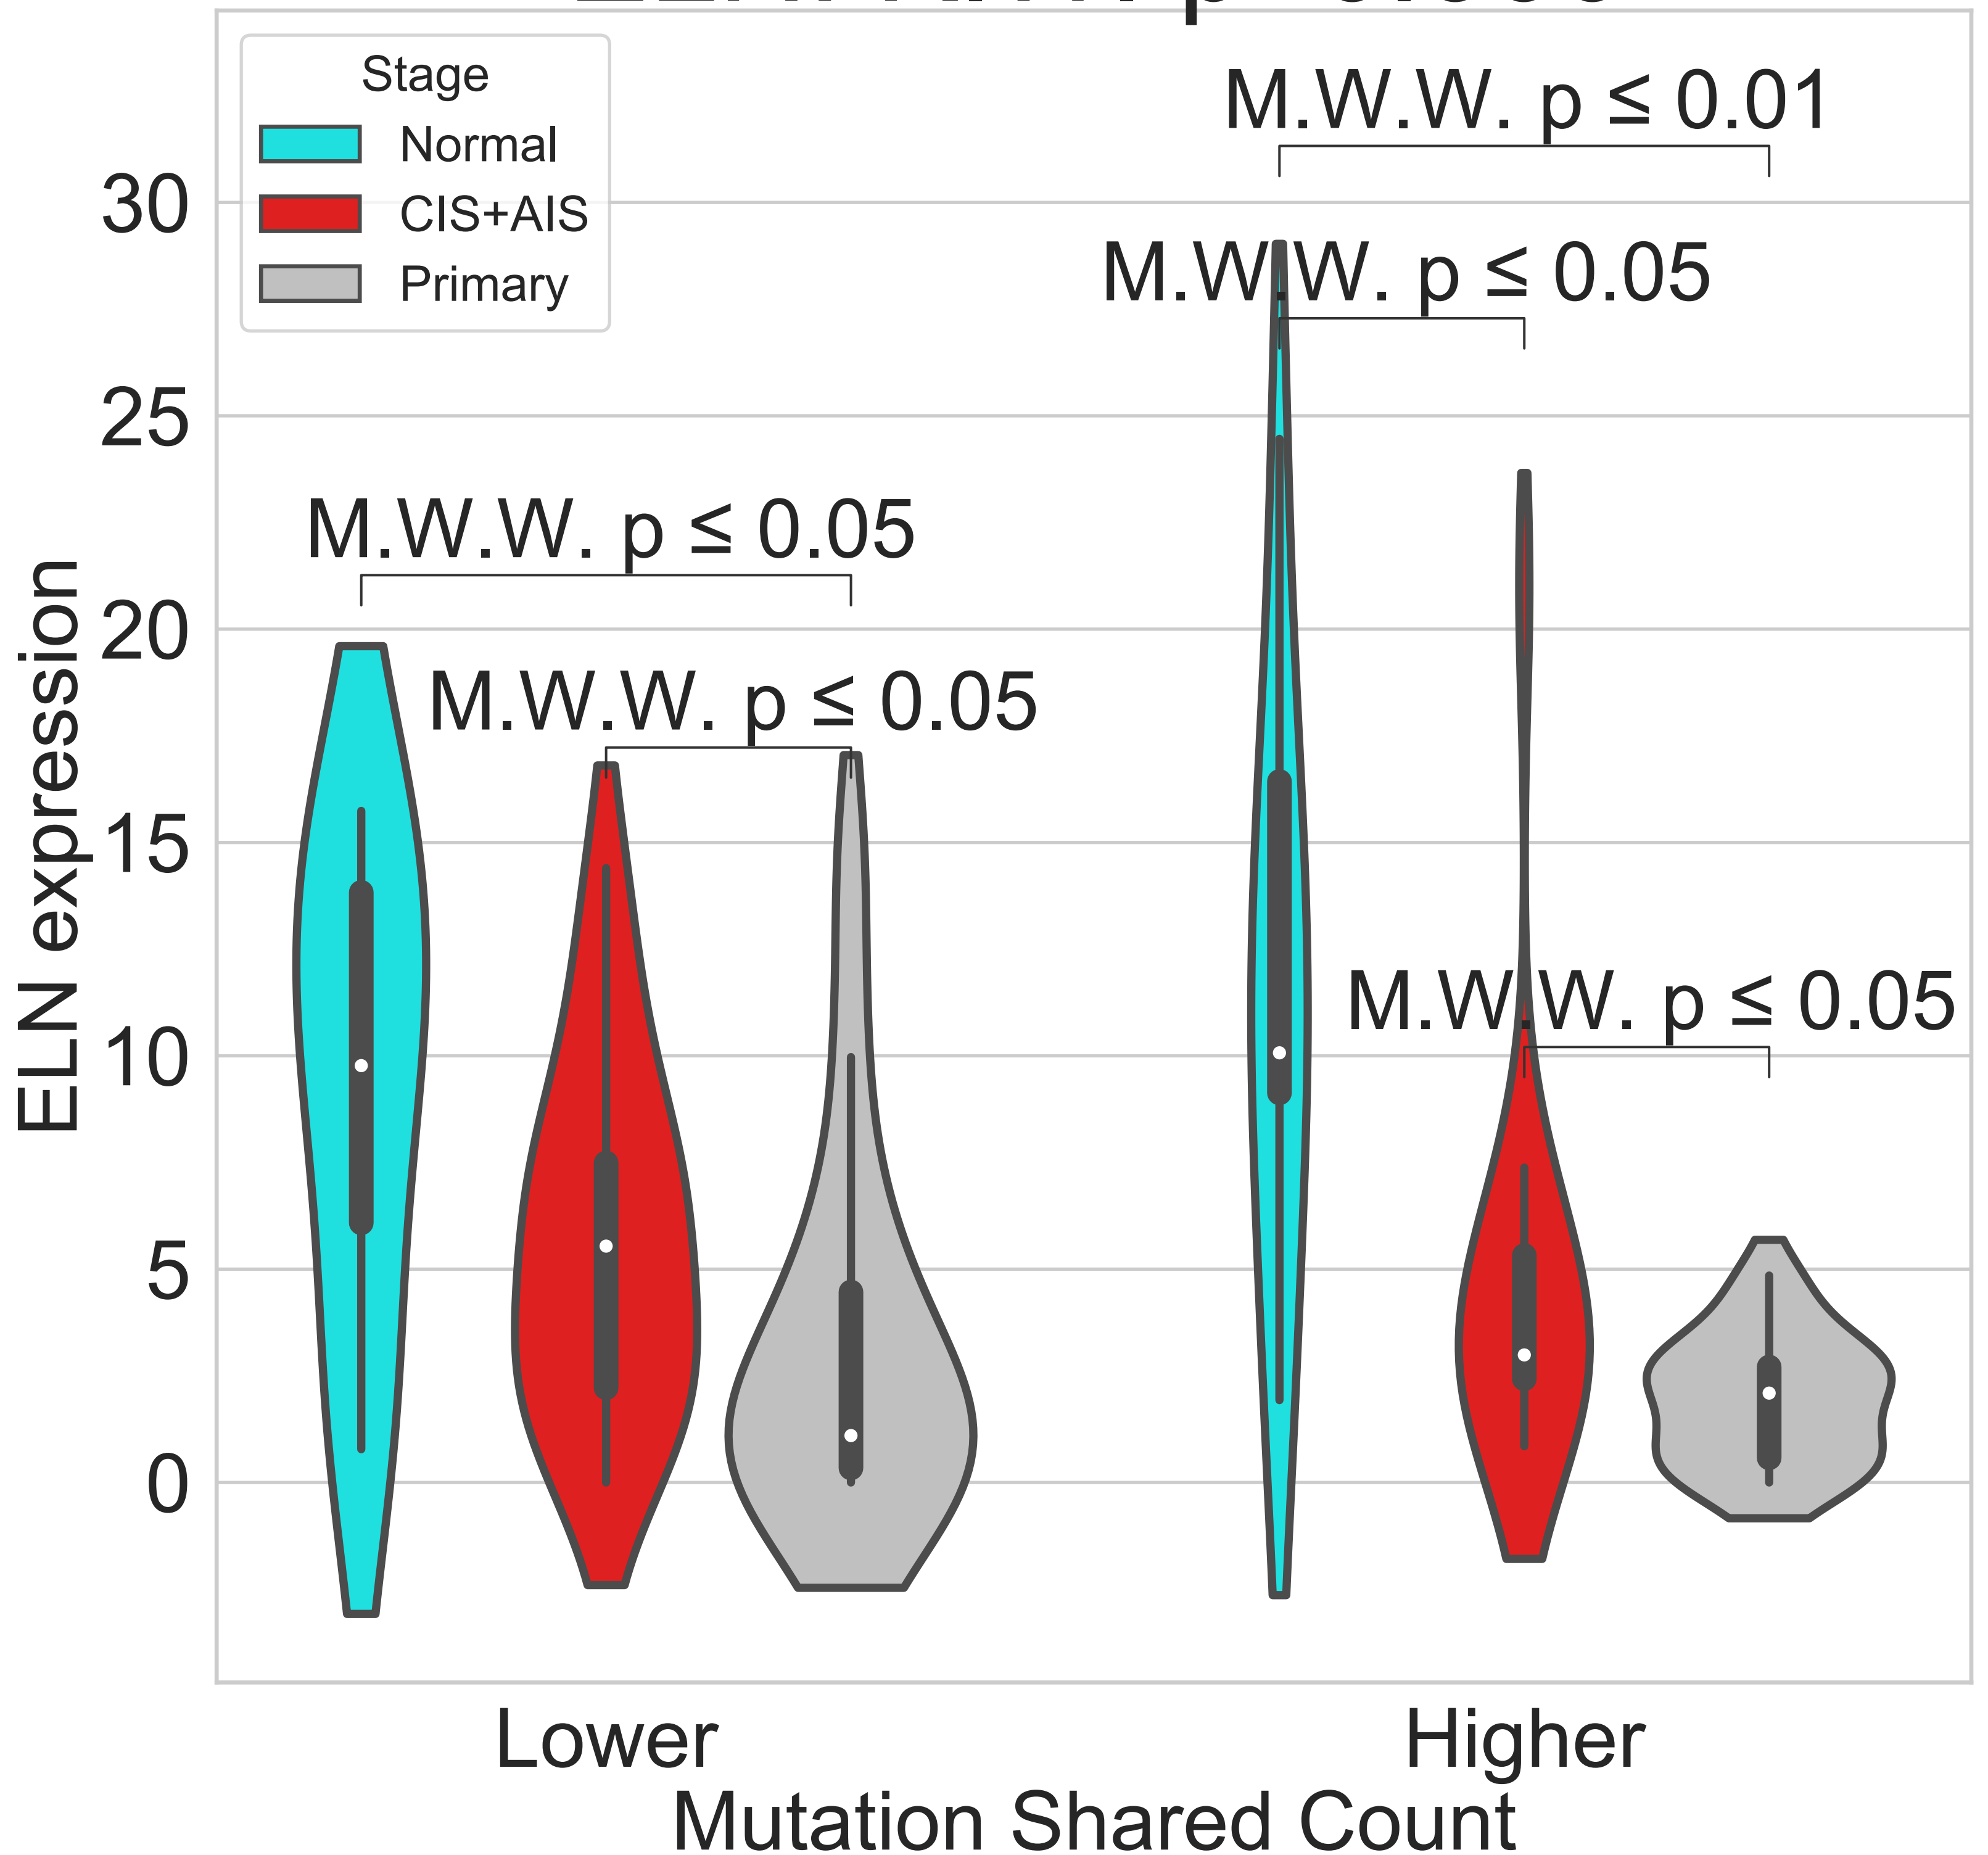 Stage
Normal
CIS+AIS
Primary
M.W.W. p ≤ 0.01
M.W.W. p ≤ 0.05
M.W.W. p ≤ 0.05
M.W.W. p ≤ 0.05
M.W.W. p ≤ 0.05
30
25
20
15
10
5
0
ELN expression
Lower
Higher
Mutation Shared Count